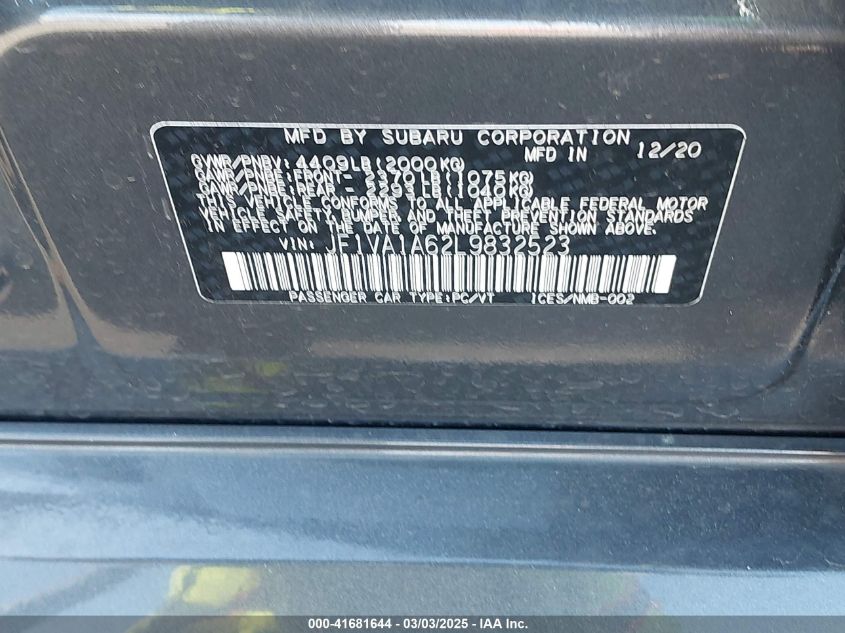 MFD BY SUBARU CORPORATION
GVWR/PNBV: 4409LB(2000KG) MFD IN 12/20
GAWR/PNBE:FRONT- 2370LB(1075KG)
GAWR/PNBE:REAR - 2293LB(1040KG)
THIS VEHICLE CONFORMS TO ALL APPLICABLE FEDERAL MOTOR
VEHICLE SAFETY, BUMPER AND THEFT PREVENTION STANDARDS
IN EFFECT ON THE DATE OF MANUFACTURE SHOWN ABOVE.
VIN: JF1VA1A62L9832523
PASSENGER CAR TYPE:PC/VT ICES/NMB-002
000-41681644 - 03/03/2025 - IAA Inc.